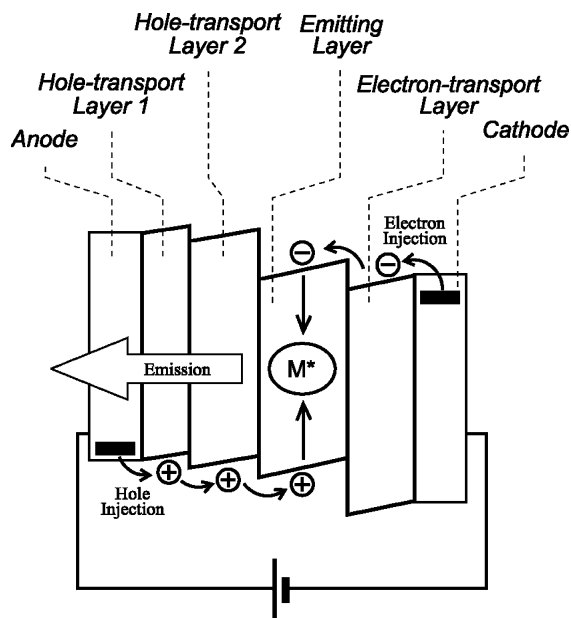 Hole-transport
Layer 2
Emitting
Layer
Hole-transport
Layer 1
Electron-transport
Layer
Anode
Cathode
Electron
Injection
−
−
M*
Emission
+
+
+
Hole
Injection